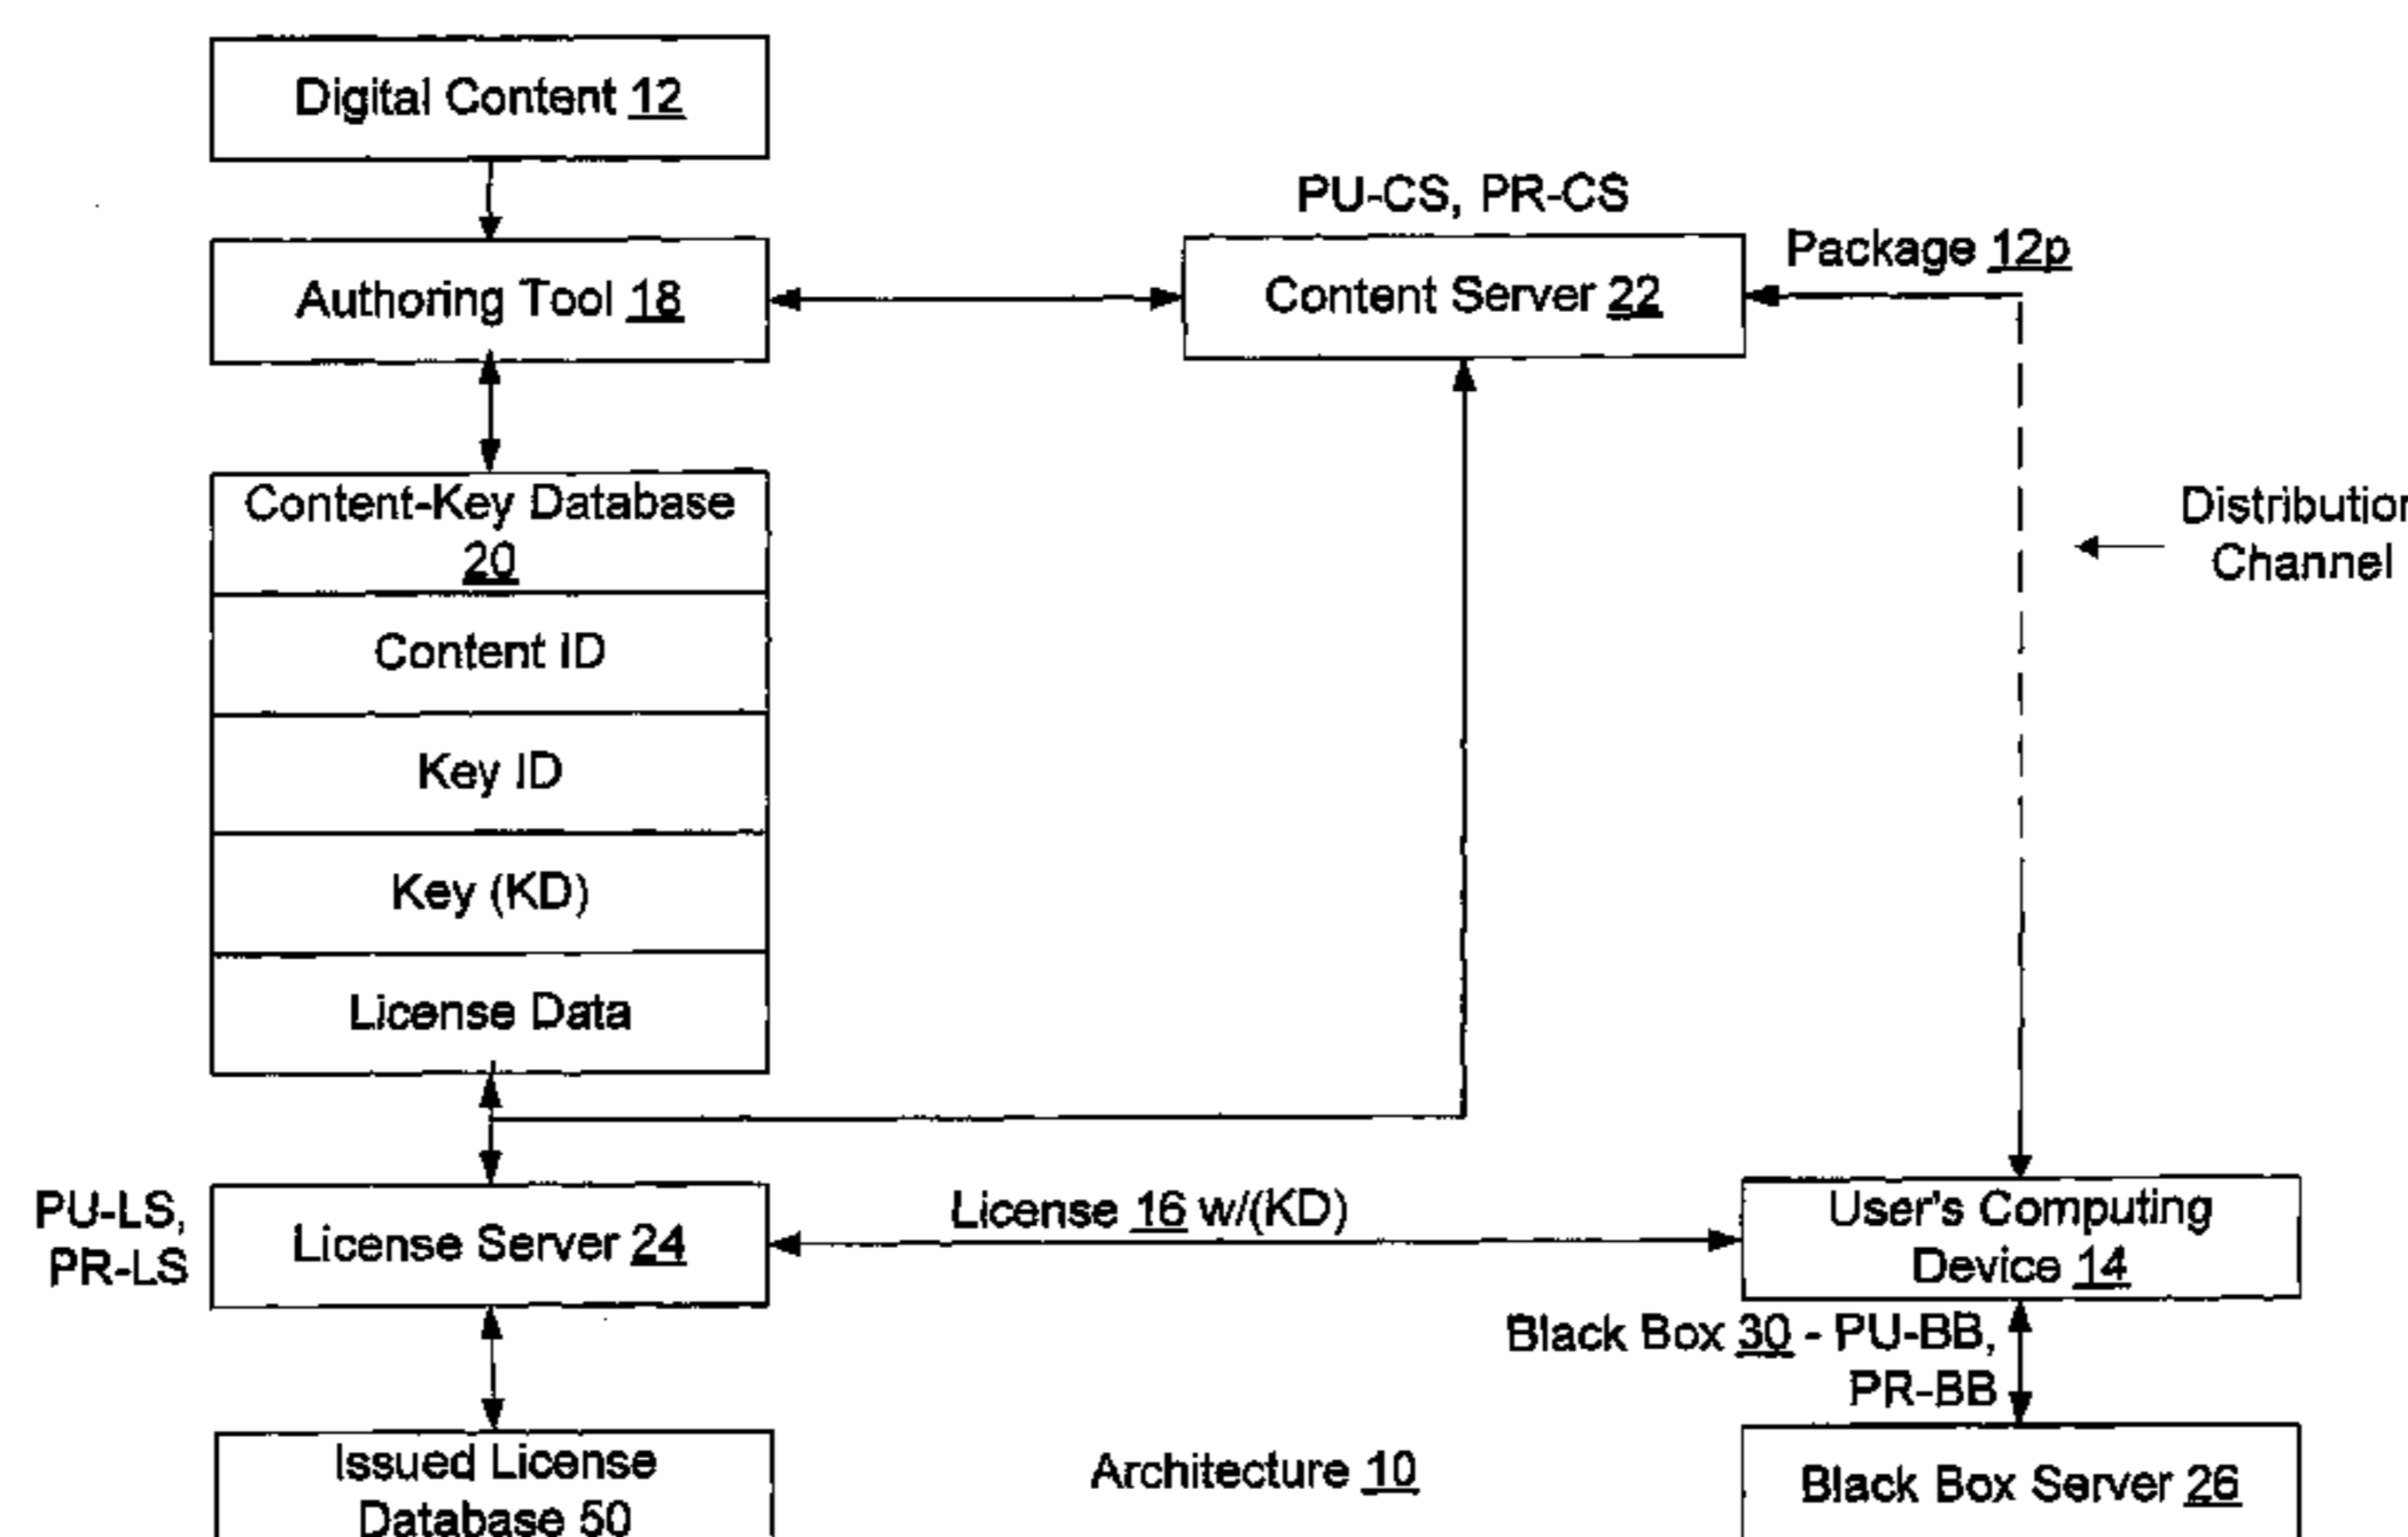 Digital Content 12
PU-CS, PR-CS
Authoring Tool 18
Content Server 22
Package 12p
Content-Key Database
20
Distribution
Channel
Content ID
Key ID
Key (KD)
License Data
PU-LS,
PR-LS
License Server 24
License 16 w/(KD)
User's Computing
Device 14
Black Box 30 - PU-BB,
PR-BB
Issued License
Database 50
Architecture 10
Black Box Server 26